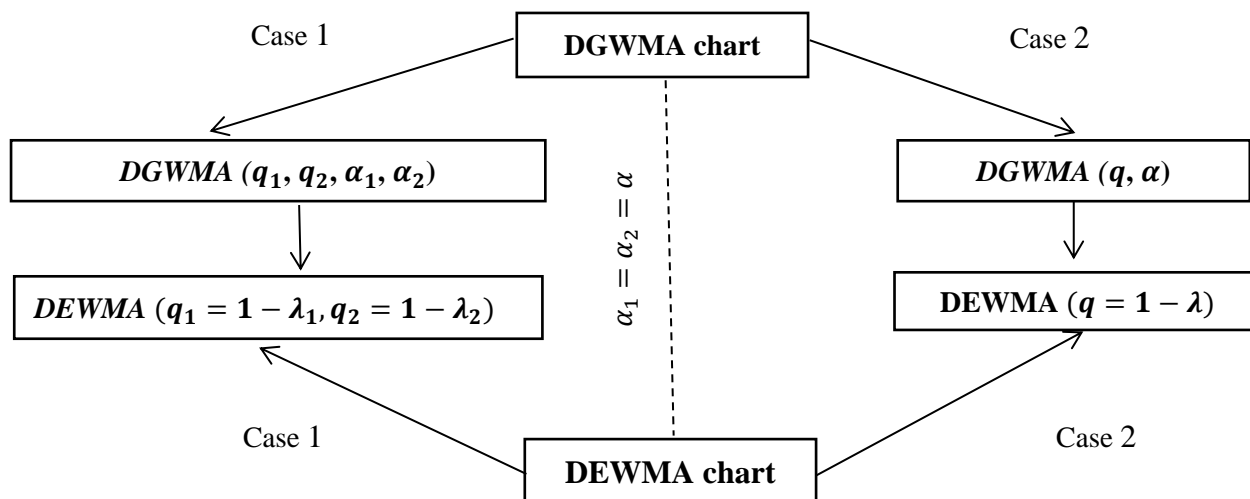 Case 1
DGWMA chart
Case 2
DGWMA (q₁, q₂, α₁, α₂)
DGWMA (q, α)
α₁ = α₂ = α
DEWMA (q₁ = 1 − λ₁, q₂ = 1 − λ₂)
DEWMA (q = 1 − λ)
Case 1
DEWMA chart
Case 2